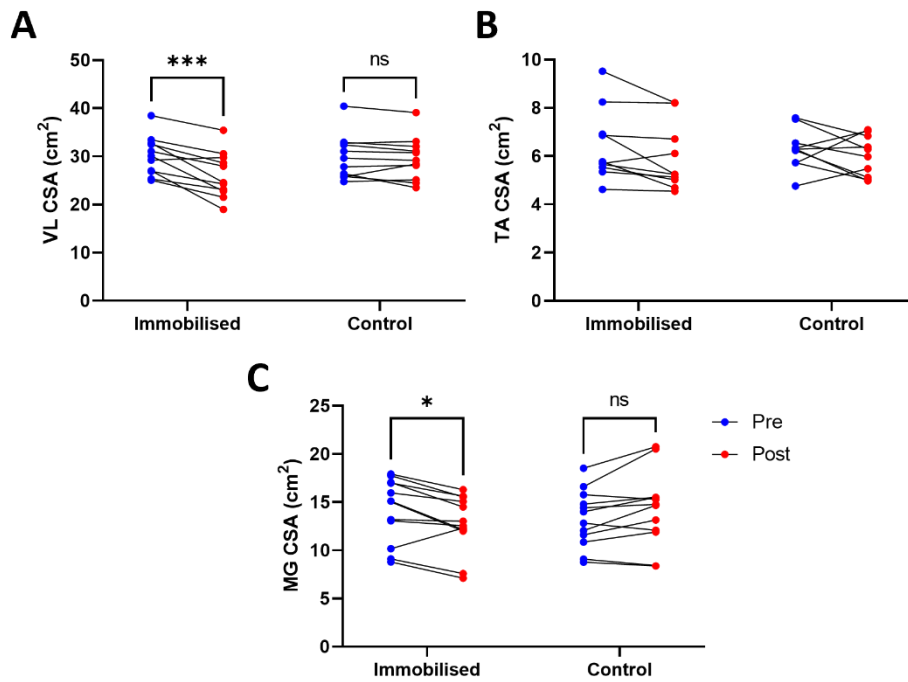 A
VL CSA (cm²)
50
40
30
20
10
0
***
ns
Immobilised
Control
B
TA CSA (cm²)
10
8
6
4
2
0
Immobilised
Control
C
MG CSA (cm²)
25
20
15
10
5
0
*
ns
Immobilised
Control
Pre
Post